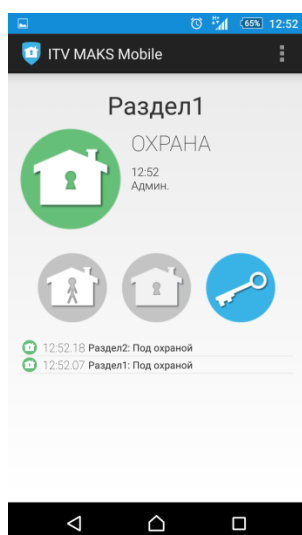 65% 12:52
ITV MAKS Mobile
Раздел1
ОХРАНА
12:52
Админ.
12:52.18 Раздел2: Под охраной
12:52.07 Раздел1: Под охраной